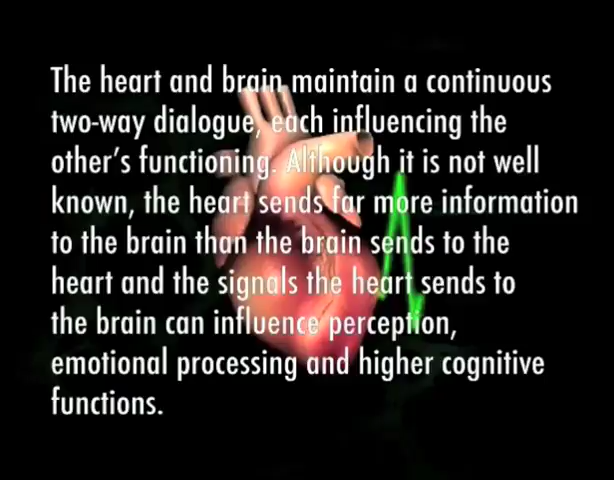 The heart and brain maintain a continuous
two-way dialogue, each influencing the
other's functioning. Although it is not well
known, the heart sends far more information
to the brain than the brain sends to the
heart and the signals the heart sends to
the brain can influence perception,
emotional processing and higher cognitive
functions.